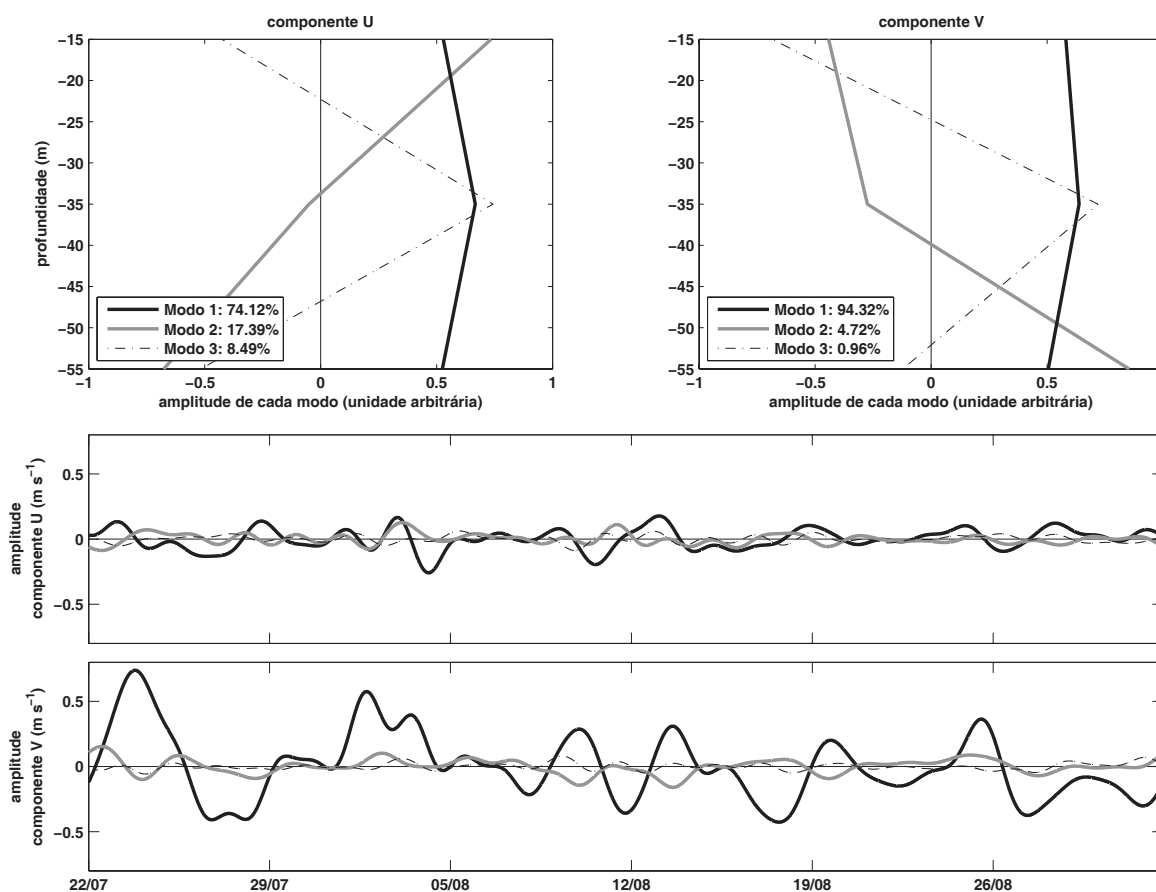 componente U
−15
−20
−25
−30
−35
−40
−45
−50
−55
profundidade (m)
Modo 1: 74.12%
Modo 2: 17.39%
Modo 3: 8.49%
−1
−0.5
0
0.5
1
amplitude de cada modo (unidade arbitrária)
componente V
−15
−20
−25
−30
−35
−40
−45
−50
−55
Modo 1: 94.32%
Modo 2: 4.72%
Modo 3: 0.96%
−1
−0.5
0
0.5
amplitude de cada modo (unidade arbitrária)
amplitude
componente U (m s⁻¹)
0.5
0
−0.5
amplitude
componente V (m s⁻¹)
0.5
0
−0.5
22/07
29/07
05/08
12/08
19/08
26/08